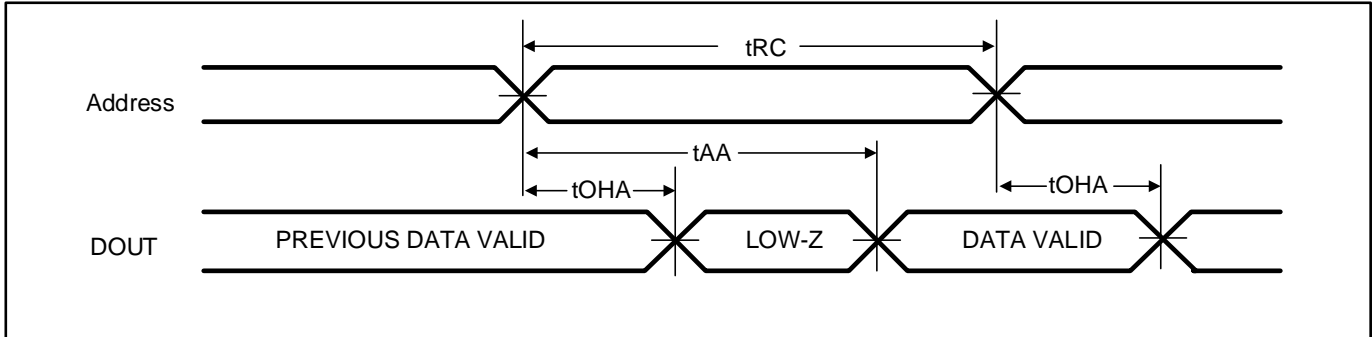 tRC
Address
tAA
tOHA
tOHA
PREVIOUS DATA VALID
LOW-Z
DATA VALID
DOUT